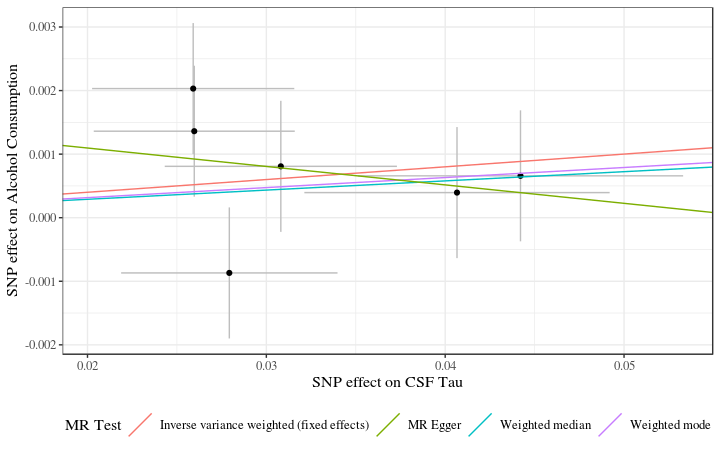 SNP effect on Alcohol Consumption
0.003
0.002
0.001
0.000
-0.001
-0.002
0.02 0.03 0.04 0.05
SNP effect on CSF Tau
MR Test Inverse variance weighted (fixed effects) MR Egger Weighted median Weighted mode